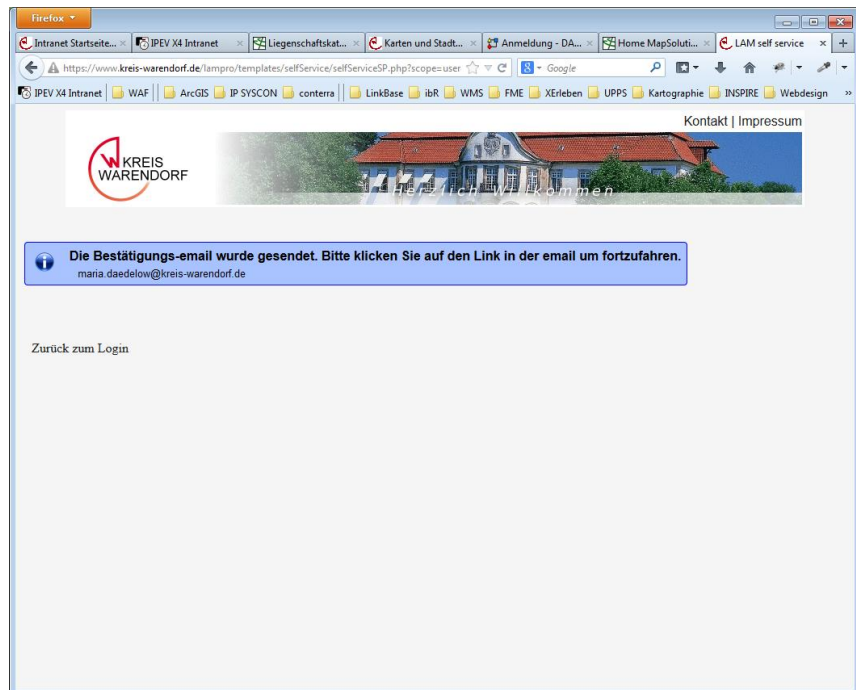 Firefox
Intranet Startseite...
IPEV X4 Intranet
Liegenschaftskat...
Karten und Stadt...
Anmeldung - DA...
Home MapSoluti...
LAM self service
https://www.kreis-warendorf.de/lampro/templates/selfService/selfServiceSP.php?scope=user
Google
IPEV X4 Intranet
WAF
ArcGIS
IP SYSCON
conterra
LinkBase
ibR
WMS
FME
XErleben
UPPS
Kartographie
INSPIRE
Webdesign
Kontakt | Impressum
KREIS
WARENDORF
Herzlich Willkommen
Die Bestätigungs-email wurde gesendet. Bitte klicken Sie auf den Link in der email um fortzufahren.
maria.daedelow@kreis-warendorf.de
Zurück zum Login